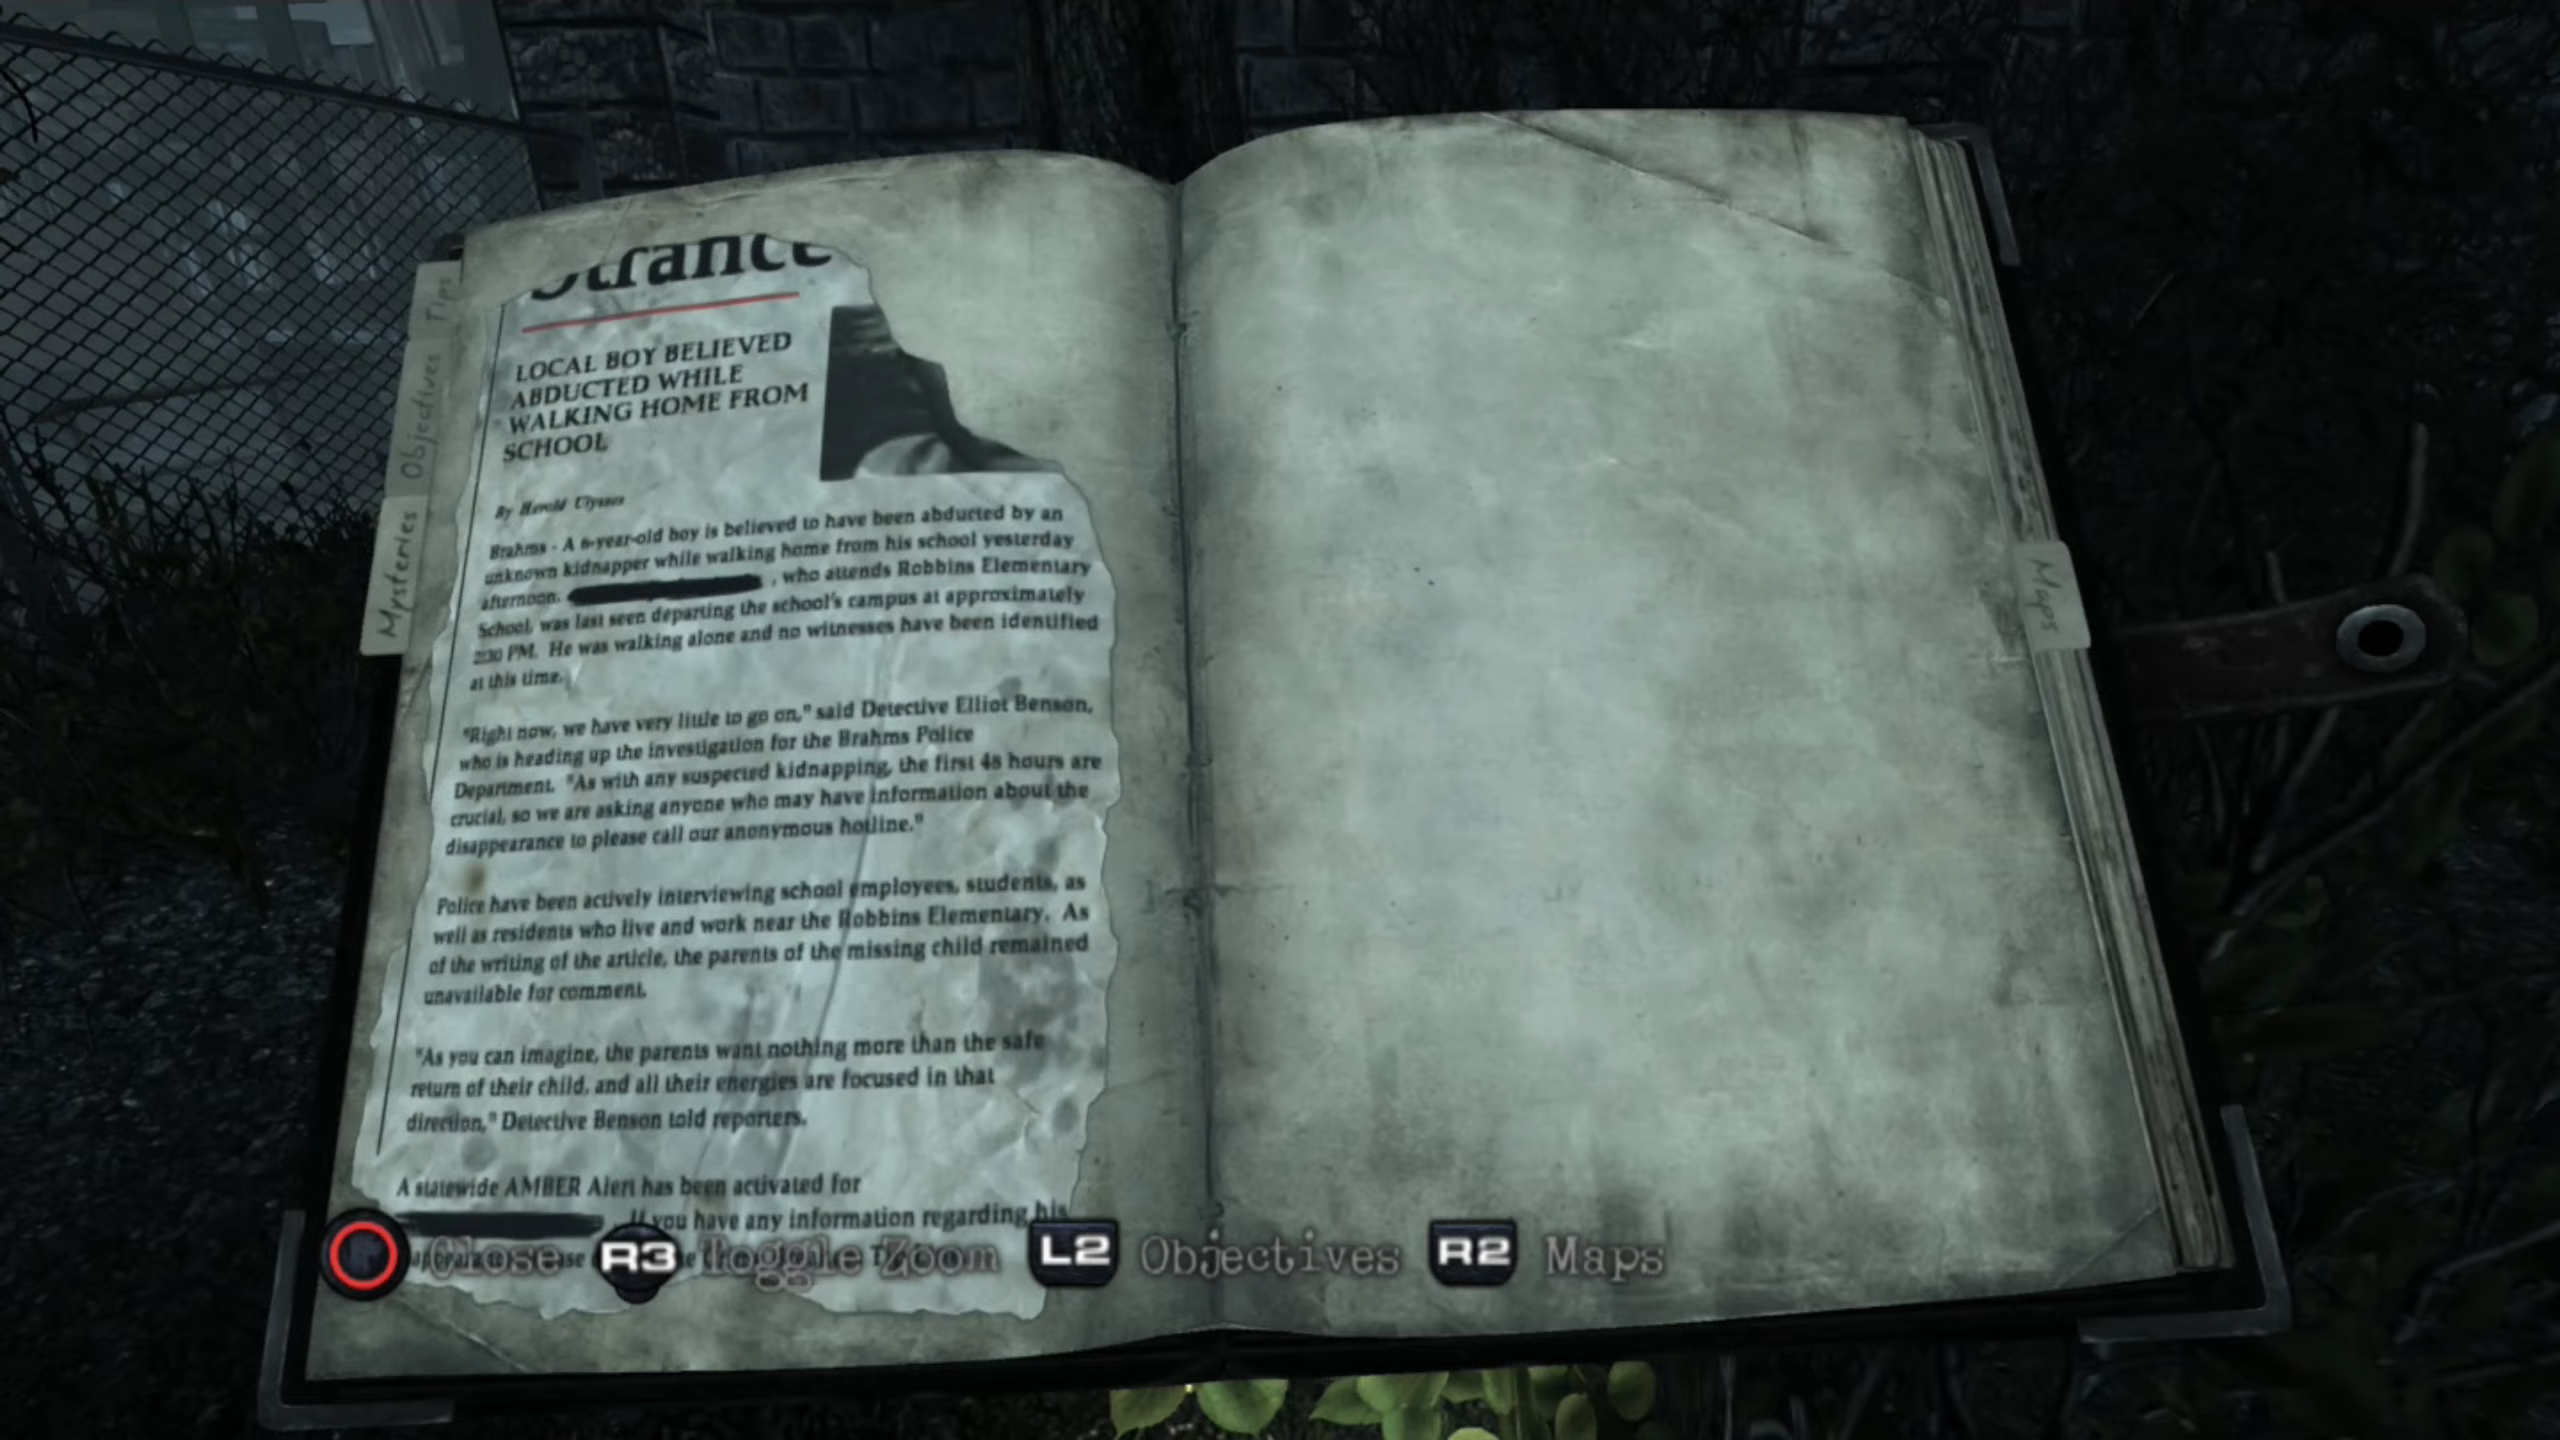 Tips
Objectives
Mysteries
LOCAL BOY BELIEVED
ABDUCTED WHILE
WALKING HOME FROM
SCHOOL
By Herold Ulysses
Brahms - A 6-year-old boy is believed to have been abducted by an
unknown kidnapper while walking home from his school yesterday
afternoon. , who attends Robbins Elementary
School, was last seen departing the school's campus at approximately
2:30 PM. He was walking alone and no witnesses have been identified
at this time.
"Right now, we have very little to go on," said Detective Elliot Benson,
who is heading up the investigation for the Brahms Police
Department. "As with any suspected kidnapping, the first 48 hours are
crucial, so we are asking anyone who may have information about the
disappearance to please call our anonymous hotline."
Police have been actively interviewing school employees, students, as
well as residents who live and work near the Robbins Elementary. As
of the writing of the article, the parents of the missing child remained
unavailable for comment.
"As you can imagine, the parents want nothing more than the safe
return of their child, and all their energies are focused in that
direction," Detective Benson told reporters.
A statewide AMBER Alert has been activated for
. If you have any information regarding his
Maps
Close R3 Toggle Zoom L2 Objectives R2 Maps